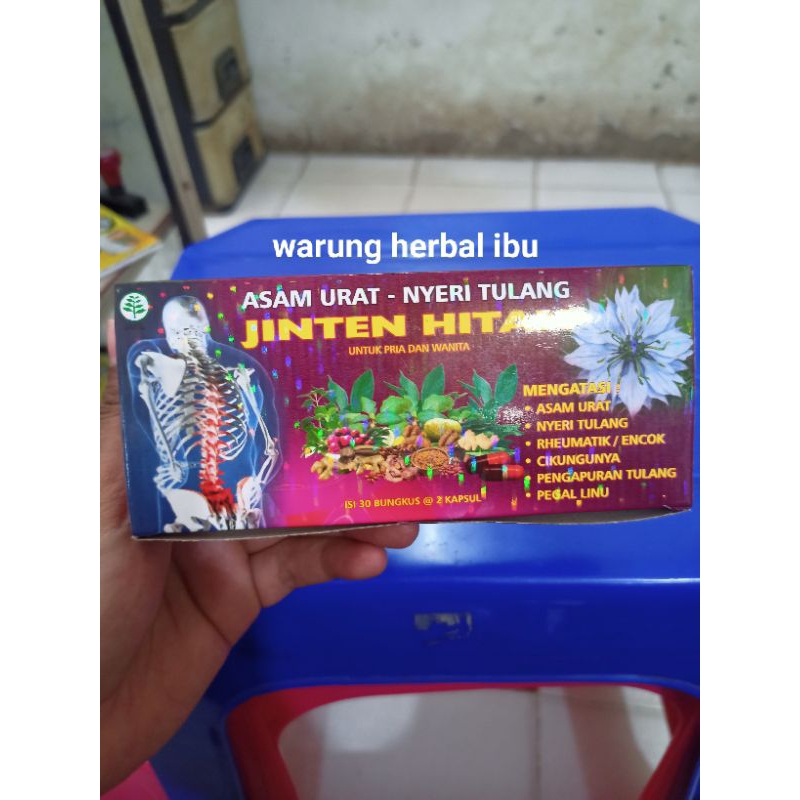 warung herbal ibu
ASAM URAT - NYERI TULANG
JINTEN HITAM
UNTUK PRIA DAN WANITA
MENGATASI :
• ASAM URAT
• NYERI TULANG
• RHEUMATIK / ENCOK
• CIKUNGUNYA
• PENGAPURAN TULANG
• PEGAL LINU
ISI 30 BUNGKUS @ 2 KAPSUL